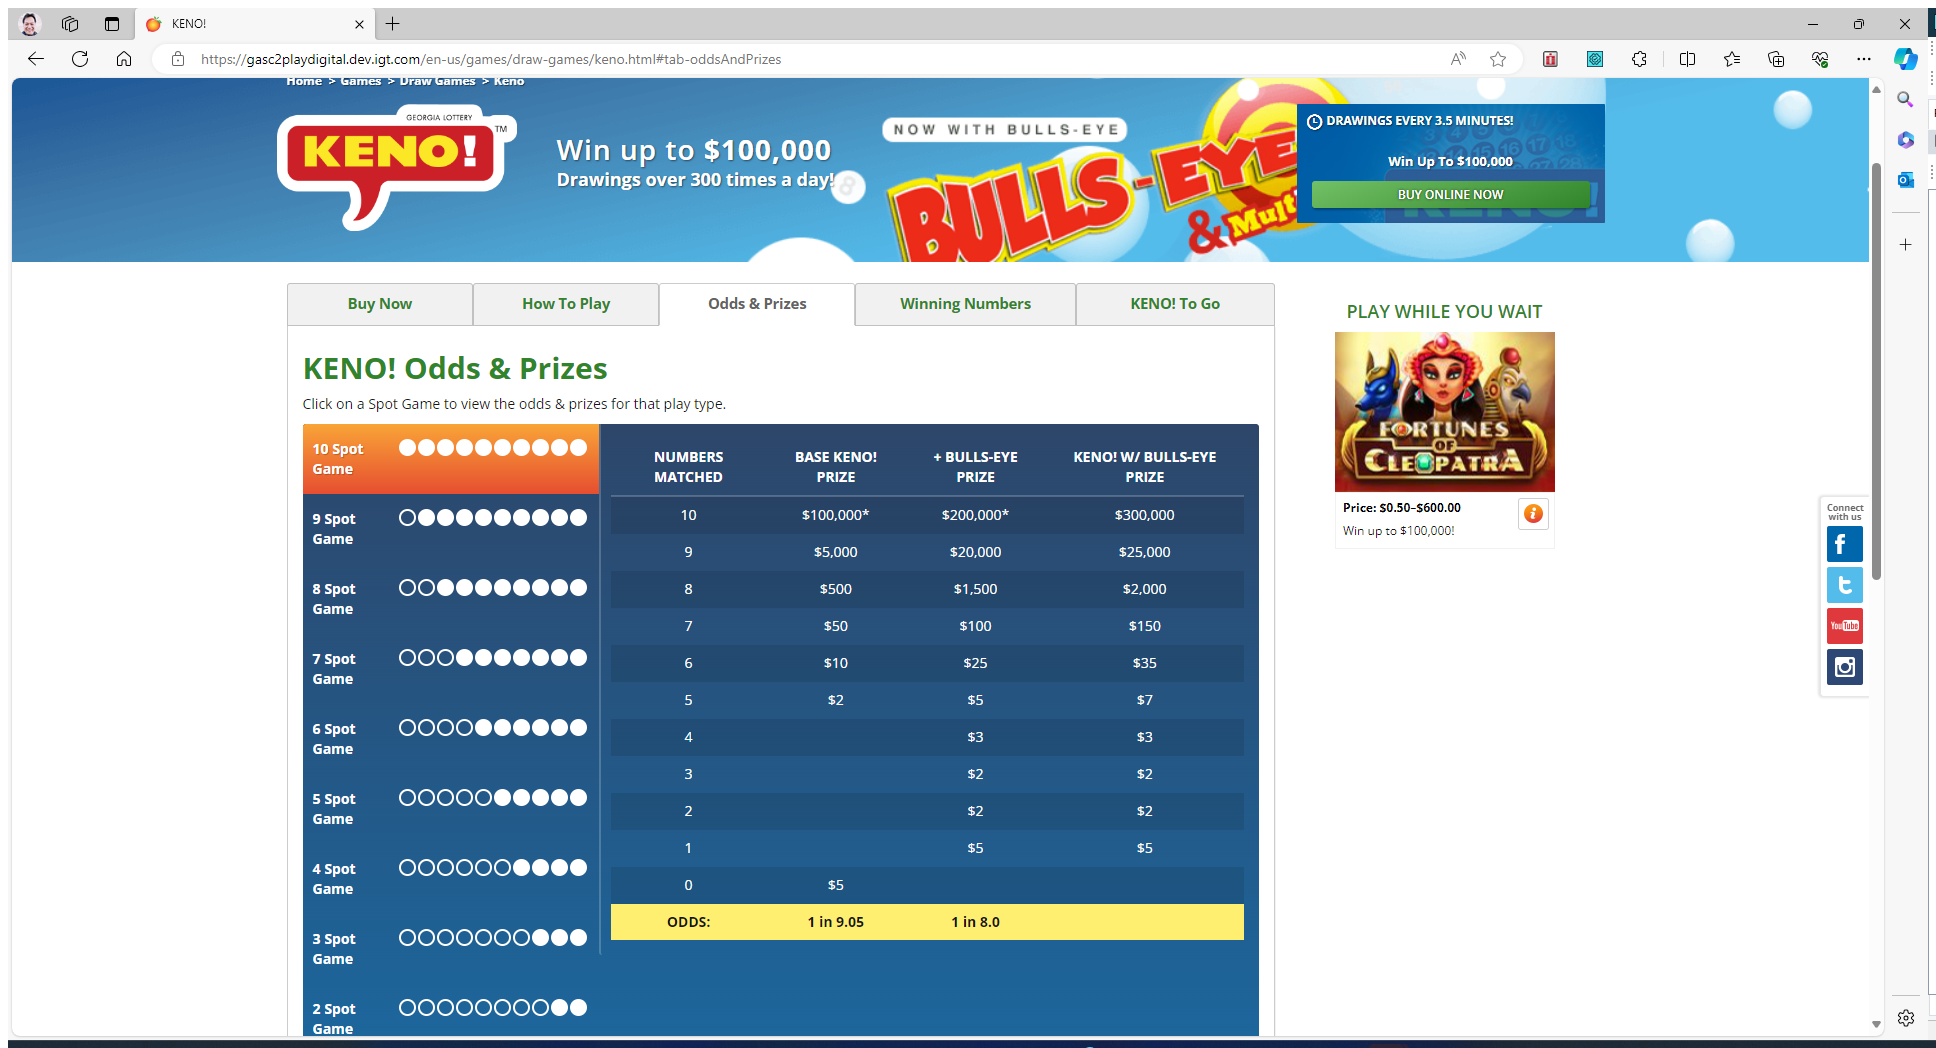 KENO!
https://gasc2playdigital.dev.igt.com/en-us/games/draw-games/keno.html#tab-oddsAndPrizes
Home > Games > Draw Games > Keno
GEORGIA LOTTERY
KENO! TM
Win up to $100,000
Drawings over 300 times a day!
NOW WITH BULLS-EYE
BULLS-EYE
& Multi
DRAWINGS EVERY 3.5 MINUTES!
Win Up To $100,000
BUY ONLINE NOW
Buy Now
How To Play
Odds & Prizes
Winning Numbers
KENO! To Go
KENO! Odds & Prizes
Click on a Spot Game to view the odds & prizes for that play type.
10 Spot
Game
9 Spot
Game
8 Spot
Game
7 Spot
Game
6 Spot
Game
5 Spot
Game
4 Spot
Game
3 Spot
Game
2 Spot
Game
NUMBERS MATCHED BASE KENO! PRIZE + BULLS-EYE PRIZE KENO! W/ BULLS-EYE PRIZE
10 $100,000* $200,000* $300,000
9 $5,000 $20,000 $25,000
8 $500 $1,500 $2,000
7 $50 $100 $150
6 $10 $25 $35
5 $2 $5 $7
4 $3 $3
3 $2 $2
2 $2 $2
1 $5 $5
0 $5
ODDS: 1 in 9.05 1 in 8.0
PLAY WHILE YOU WAIT
FORTUNES
OF
CLEOPATRA
Price: $0.50–$600.00
Win up to $100,000!
Connect
with us
YouTube